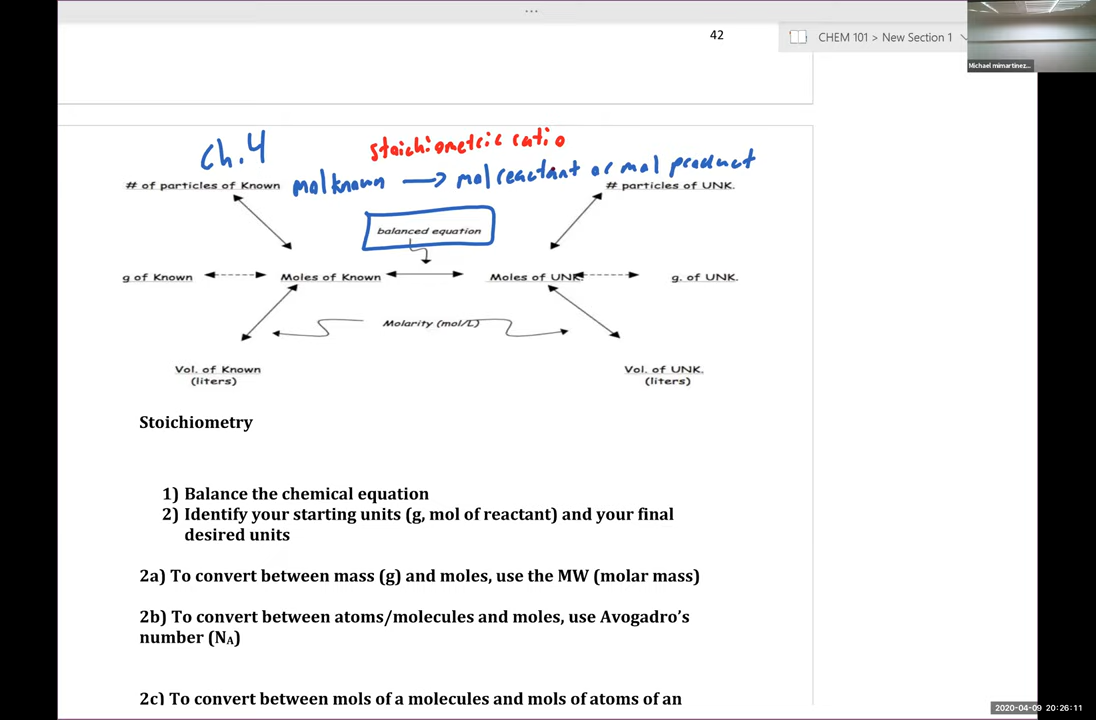 42
CHEM 101 > New Section 1
Michael mimartinez...
Ch.4
stoichiometric ratio
mol known → mol reactant or mol product
# of particles of Known
# particles of UNK.
balanced equation
g of Known
Moles of Known
Moles of UNK.
g. of UNK.
Molarity (mol/L)
Vol. of Known
(liters)
Vol. of UNK.
(liters)
Stoichiometry
1) Balance the chemical equation
2) Identify your starting units (g, mol of reactant) and your final
desired units
2a) To convert between mass (g) and moles, use the MW (molar mass)
2b) To convert between atoms/molecules and moles, use Avogadro's
number (NA)
2c) To convert between mols of a molecules and mols of atoms of an
2020-04-09 20:26:11